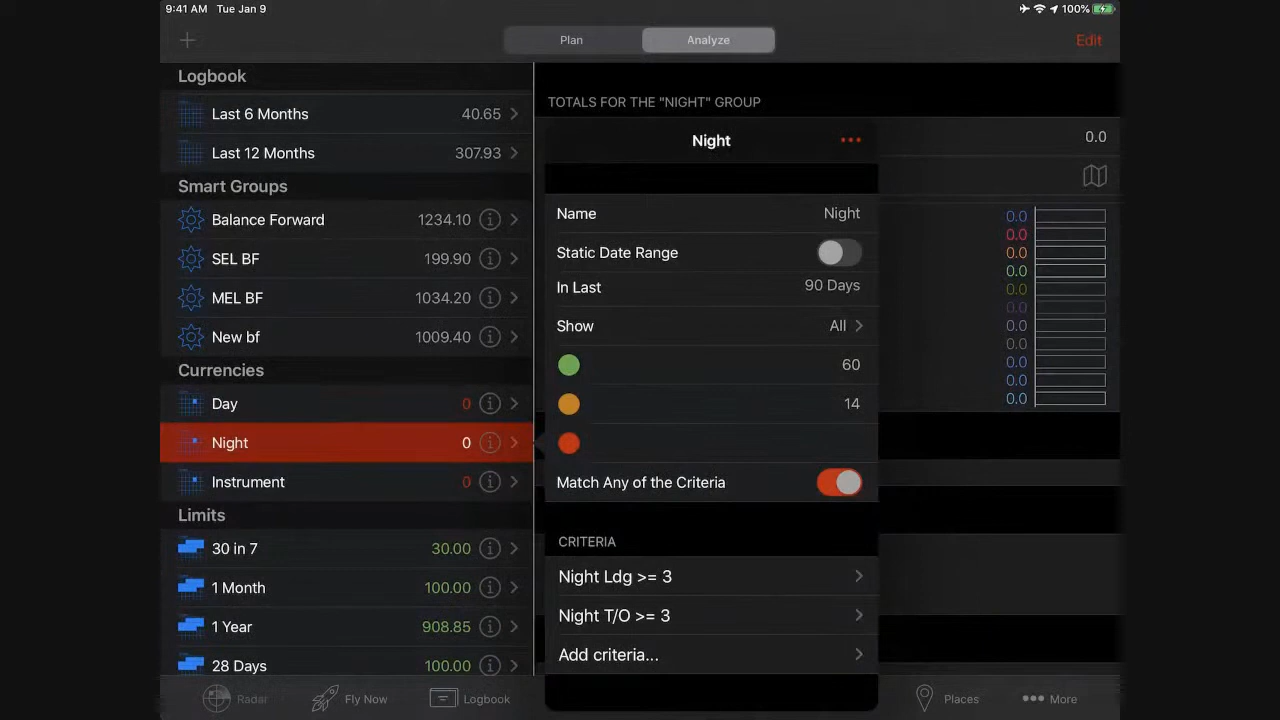 9:41 AM Tue Jan 9
100%
Plan
Analyze
Edit
Logbook
Last 6 Months 40.65
Last 12 Months 307.93
Smart Groups
Balance Forward 1234.10
SEL BF 199.90
MEL BF 1034.20
New bf 1009.40
Currencies
Day 0
Night 0
Instrument 0
Limits
30 in 7 30.00
1 Month 100.00
1 Year 908.85
28 Days 100.00
TOTALS FOR THE "NIGHT" GROUP
0.0
Night
Name Night
Static Date Range
In Last 90 Days
Show All
60
14
Match Any of the Criteria
CRITERIA
Night Ldg >= 3
Night T/O >= 3
Add criteria...
0.0
0.0
0.0
0.0
0.0
0.0
0.0
0.0
0.0
0.0
0.0
Radar
Fly Now
Logbook
Places
More